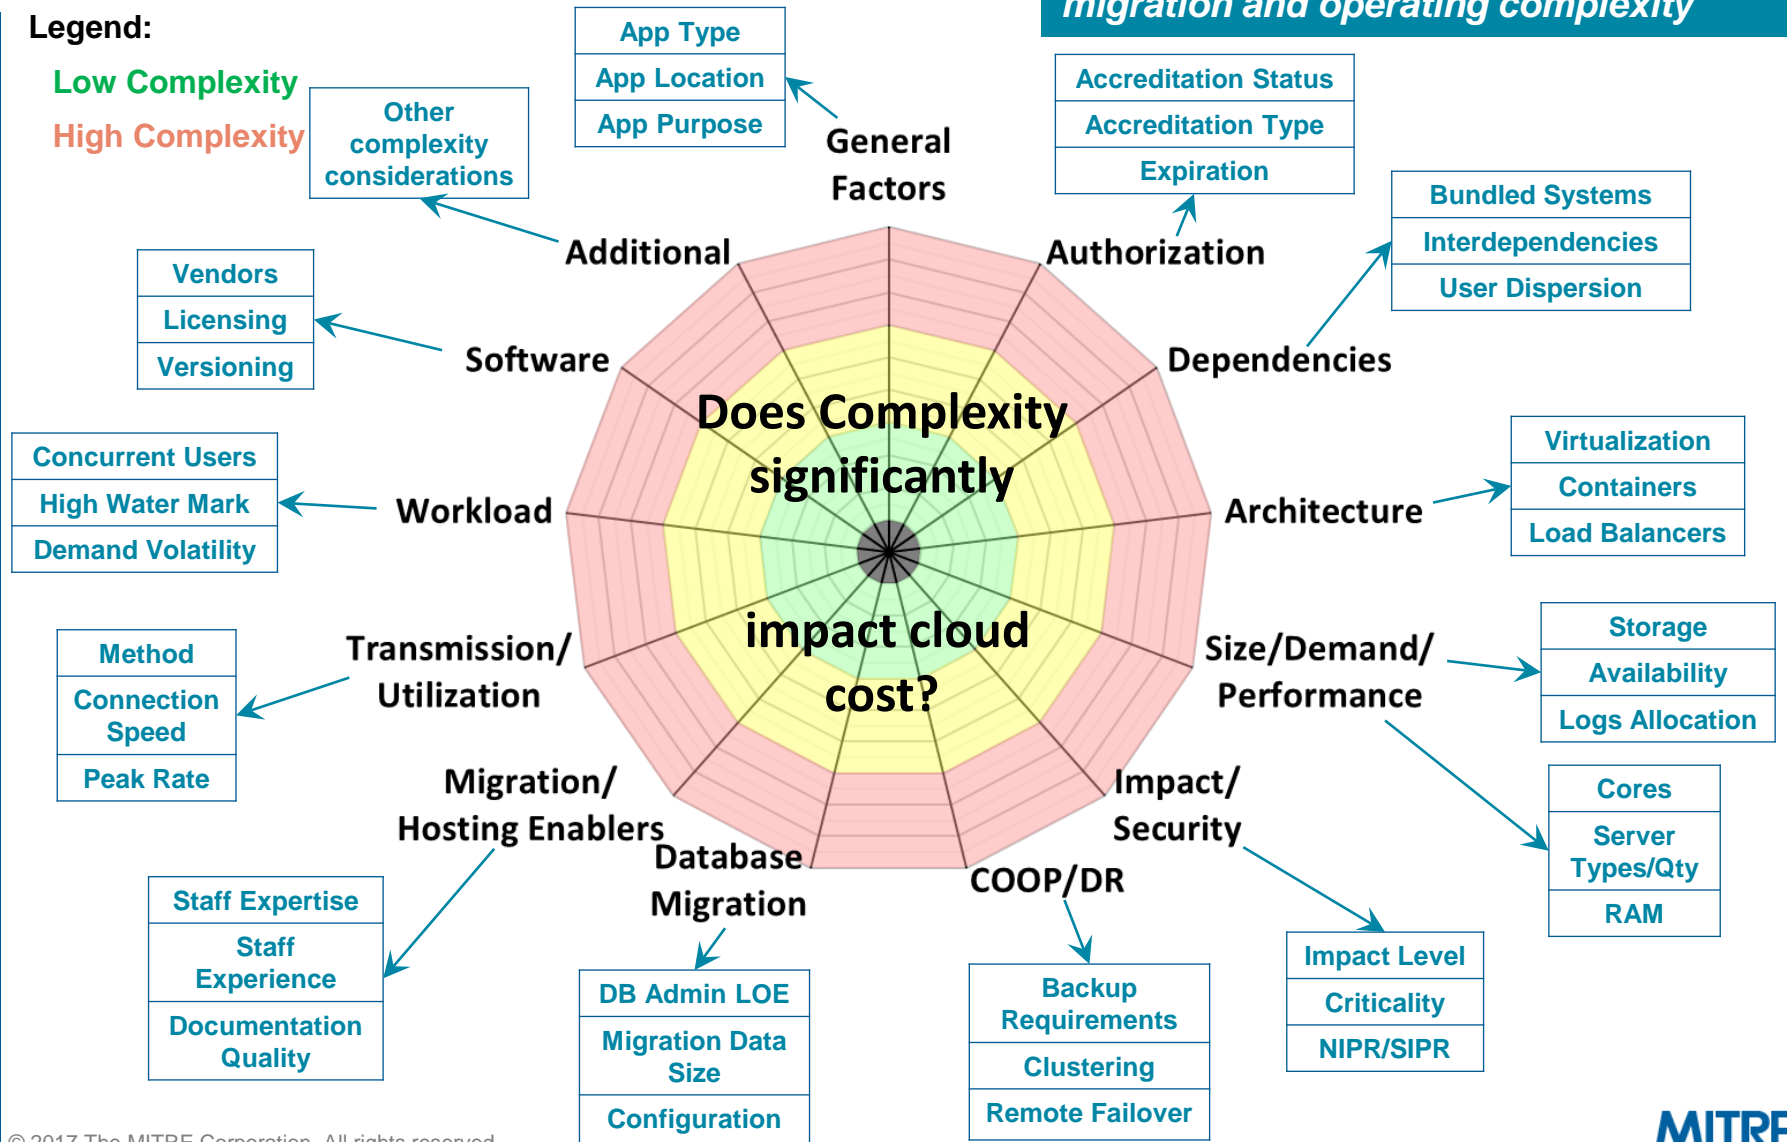 migration and operating complexity
Legend:
Low Complexity
High Complexity
App Type
App Location
App Purpose
General
Factors
Accreditation Status
Accreditation Type
Expiration
Authorization
Bundled Systems
Interdependencies
User Dispersion
Dependencies
Virtualization
Containers
Load Balancers
Architecture
Storage
Availability
Logs Allocation
Size/Demand/
Performance
Cores
Server
Types/Qty
RAM
Impact/
Security
Impact Level
Criticality
NIPR/SIPR
COOP/DR
Backup
Requirements
Clustering
Remote Failover
Database
Migration
DB Admin LOE
Migration Data
Size
Configuration
Migration/
Hosting Enablers
Staff Expertise
Staff
Experience
Documentation
Quality
Transmission/
Utilization
Method
Connection
Speed
Peak Rate
Workload
Concurrent Users
High Water Mark
Demand Volatility
Software
Vendors
Licensing
Versioning
Additional
Other
complexity
considerations
Does Complexity
significantly
impact cloud
cost?
© 2017 The MITRE Corporation. All rights reserved
MITRE